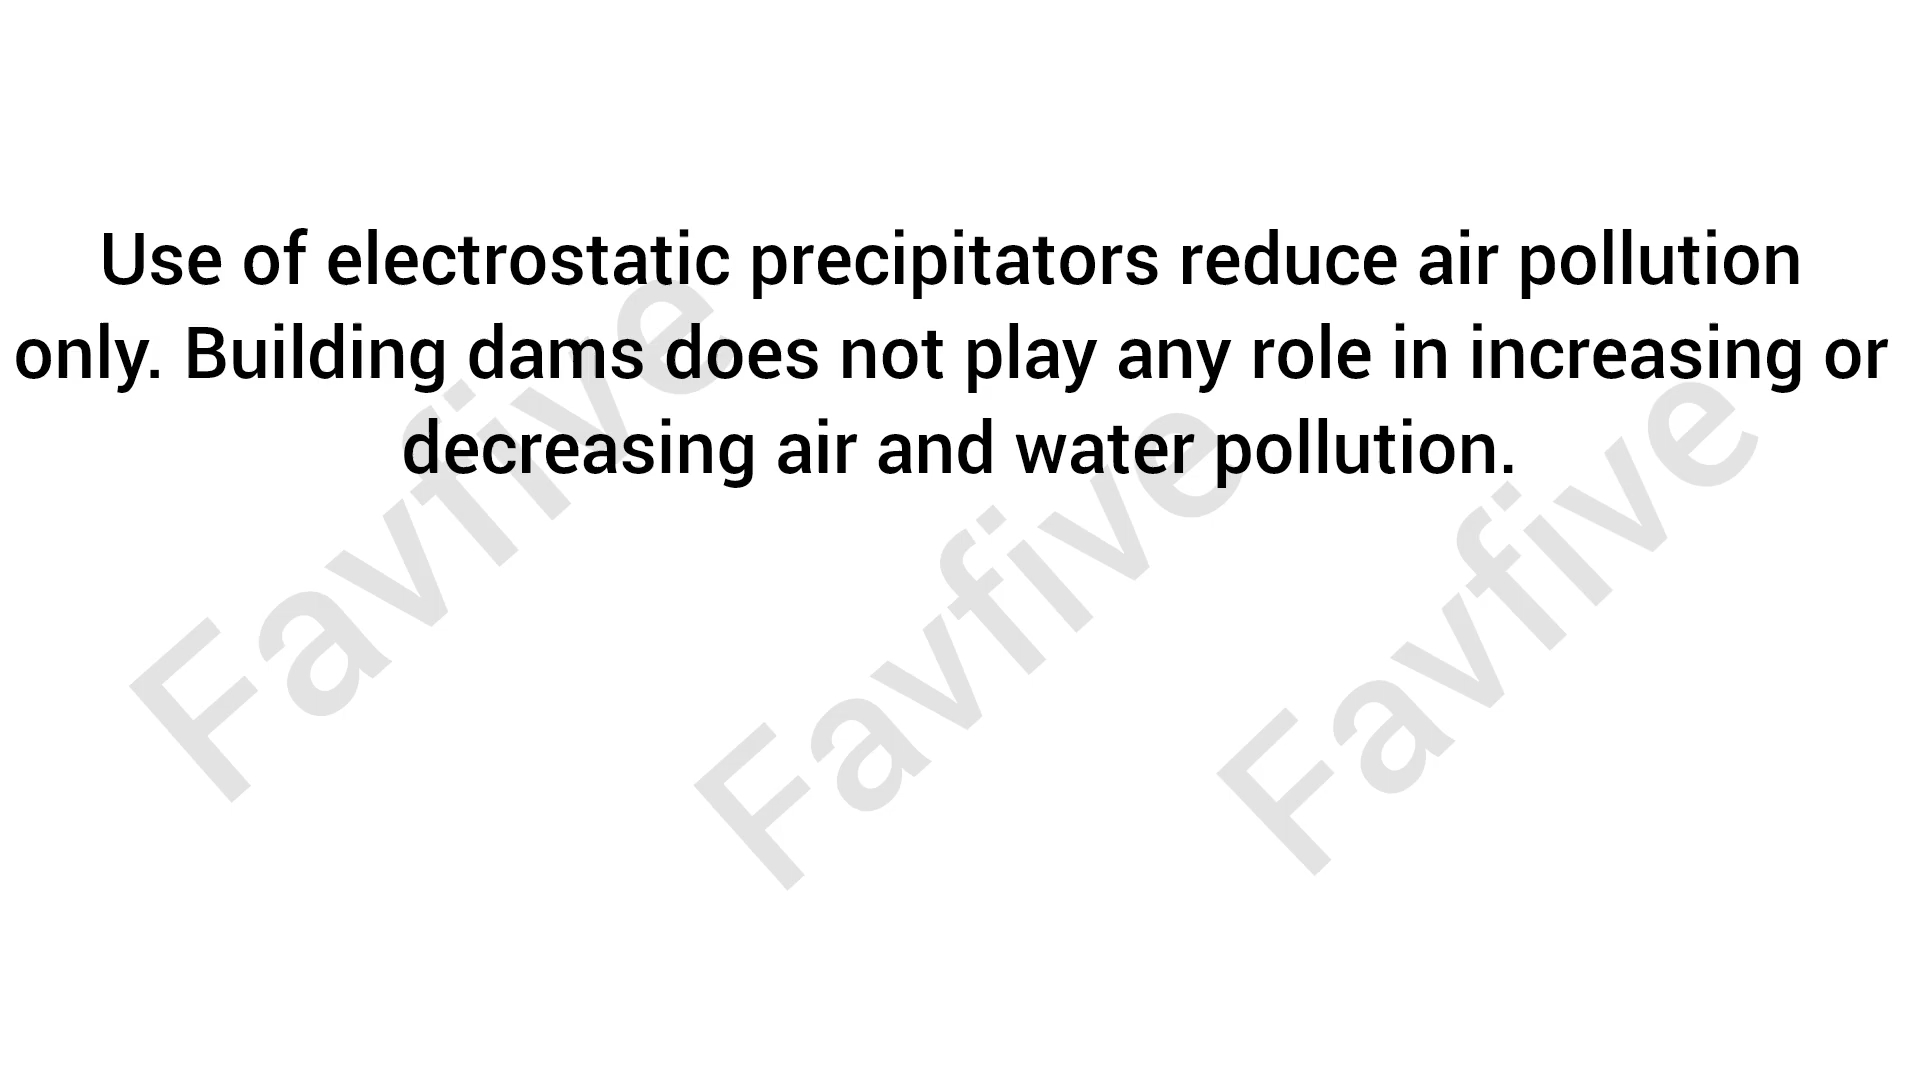 Use of electrostatic precipitators reduce air pollution
only. Building dams does not play any role in increasing or
decreasing air and water pollution.
Favfive
Favfive
Favfive